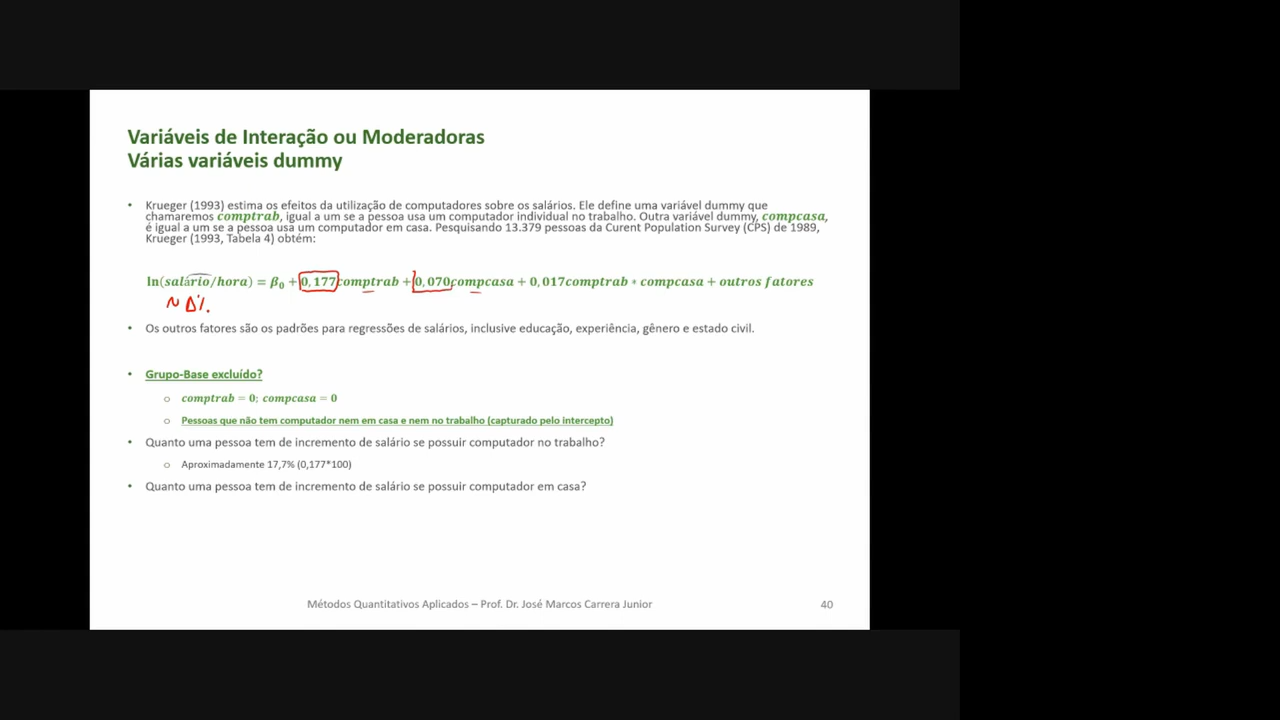 Variáveis de Interação ou Moderadoras
Várias variáveis dummy
• Krueger (1993) estima os efeitos da utilização de computadores sobre os salários. Ele define uma variável dummy que
chamaremos comptrab, igual a um se a pessoa usa um computador individual no trabalho. Outra variável dummy, compcasa,
é igual a um se a pessoa usa um computador em casa. Pesquisando 13.379 pessoas da Curent Population Survey (CPS) de 1989,
Krueger (1993, Tabela 4) obtém:
ln(salário/hora) = β₀ + 0,177comptrab + 0,070compcasa + 0,017comptrab * compcasa + outros fatores
~ Δ%
• Os outros fatores são os padrões para regressões de salários, inclusive educação, experiência, gênero e estado civil.
• Grupo-Base excluído?
o comptrab = 0; compcasa = 0
o Pessoas que não tem computador nem em casa e nem no trabalho (capturado pelo intercepto)
• Quanto uma pessoa tem de incremento de salário se possuir computador no trabalho?
o Aproximadamente 17,7% (0,177*100)
• Quanto uma pessoa tem de incremento de salário se possuir computador em casa?
Métodos Quantitativos Aplicados – Prof. Dr. José Marcos Carrera Junior
40